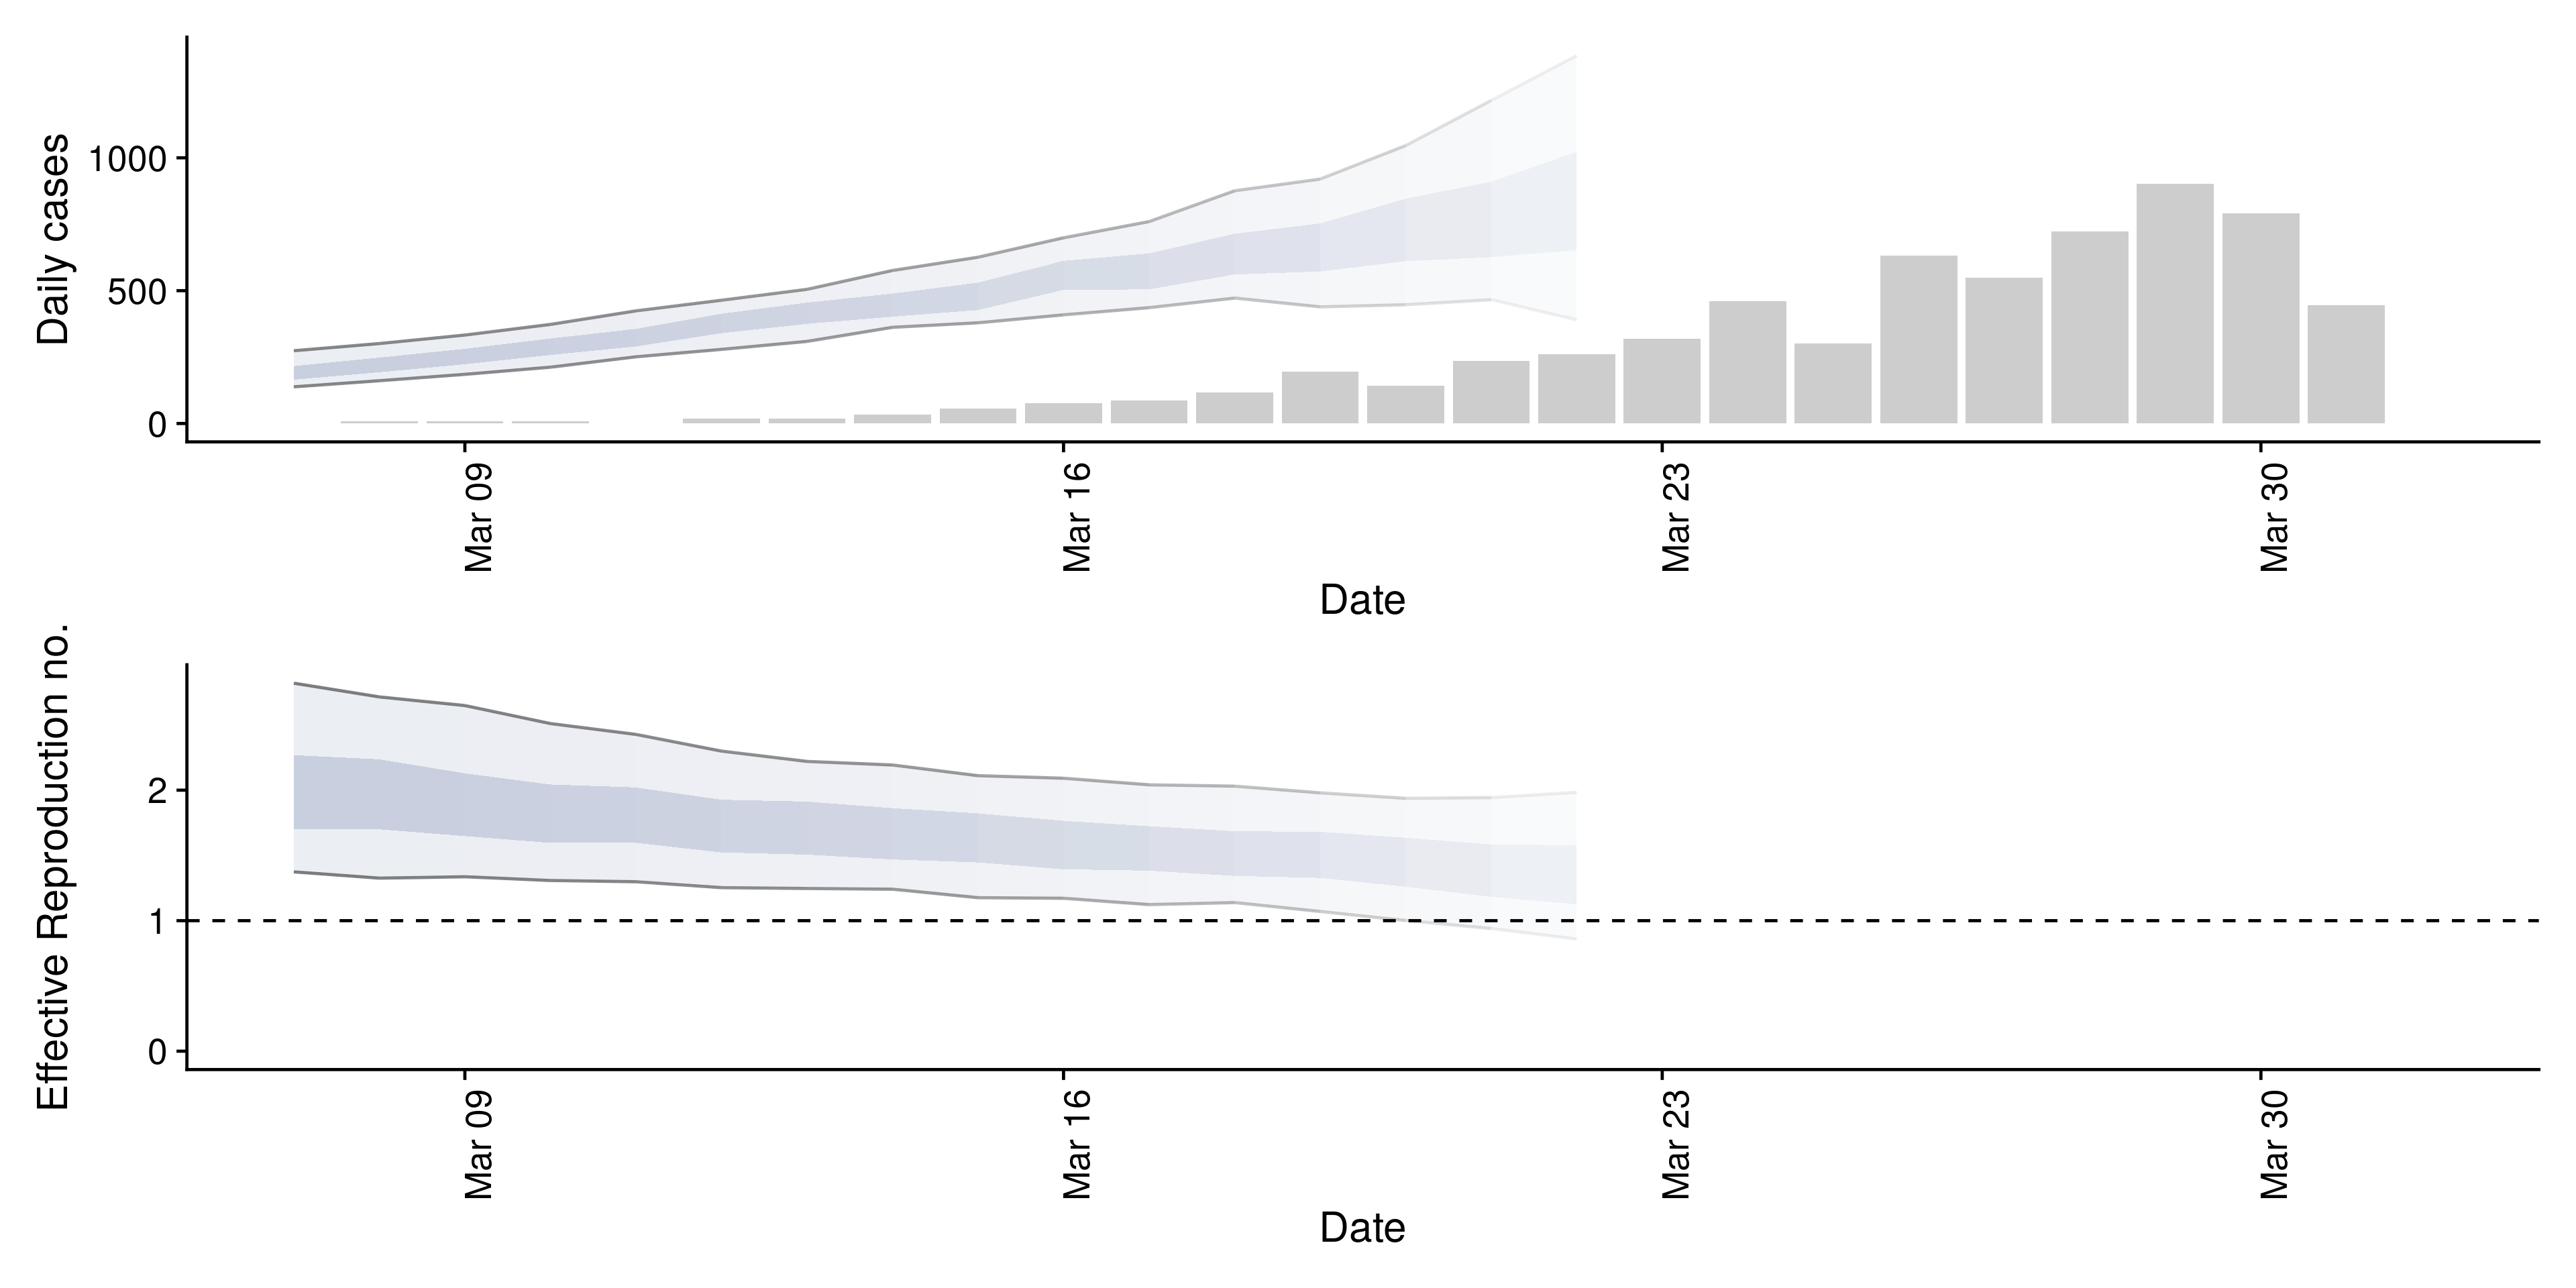 Daily cases
1000
500
0
Mar 09
Mar 16
Mar 23
Mar 30
Date
Effective Reproduction no.
2
1
0
Mar 09
Mar 16
Mar 23
Mar 30
Date